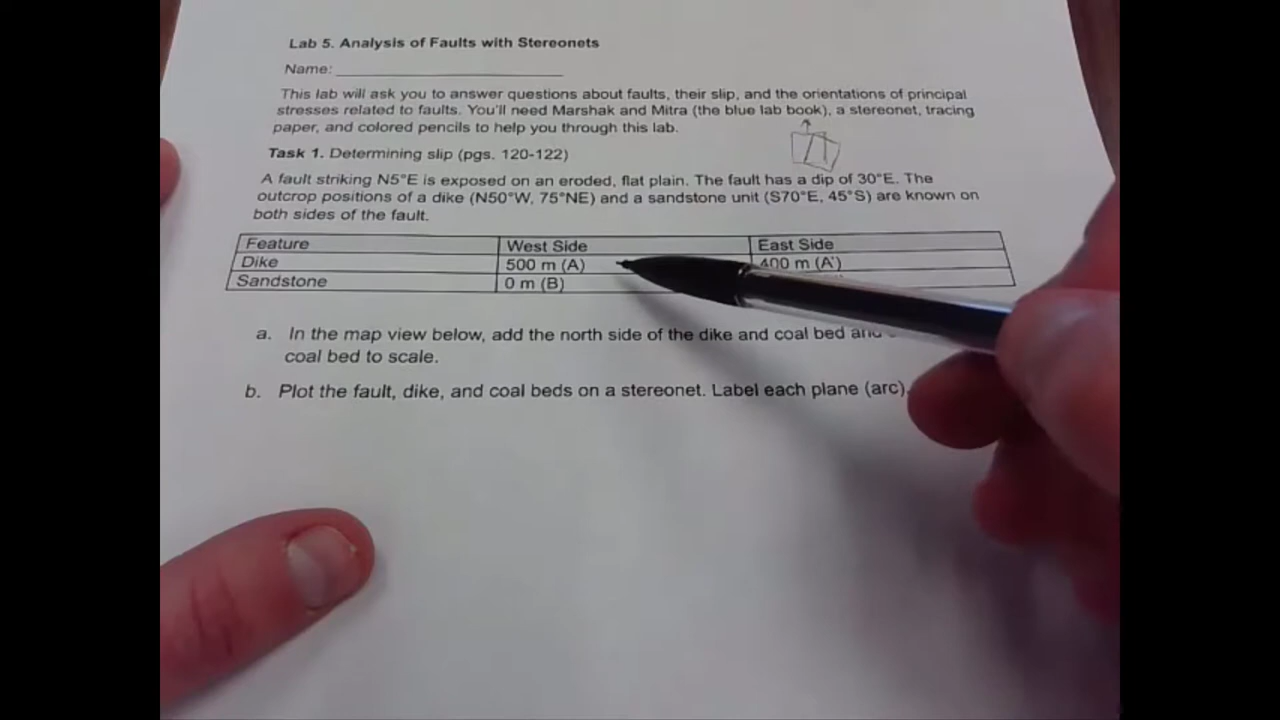 Lab 5. Analysis of Faults with Stereonets
Name:
This lab will ask you to answer questions about faults, their slip, and the orientations of principal
stresses related to faults. You'll need Marshak and Mitra (the blue lab book), a stereonet, tracing
paper, and colored pencils to help you through this lab.
Task 1. Determining slip (pgs. 120-122)
A fault striking N5°E is exposed on an eroded, flat plain. The fault has a dip of 30°E. The
outcrop positions of a dike (N50°W, 75°NE) and a sandstone unit (S70°E, 45°S) are known on
both sides of the fault.
Feature West Side East Side
Dike 500 m (A) 400 m (A')
Sandstone 0 m (B)
a. In the map view below, add the north side of the dike and coal bed and
coal bed to scale.
b. Plot the fault, dike, and coal beds on a stereonet. Label each plane (arc).